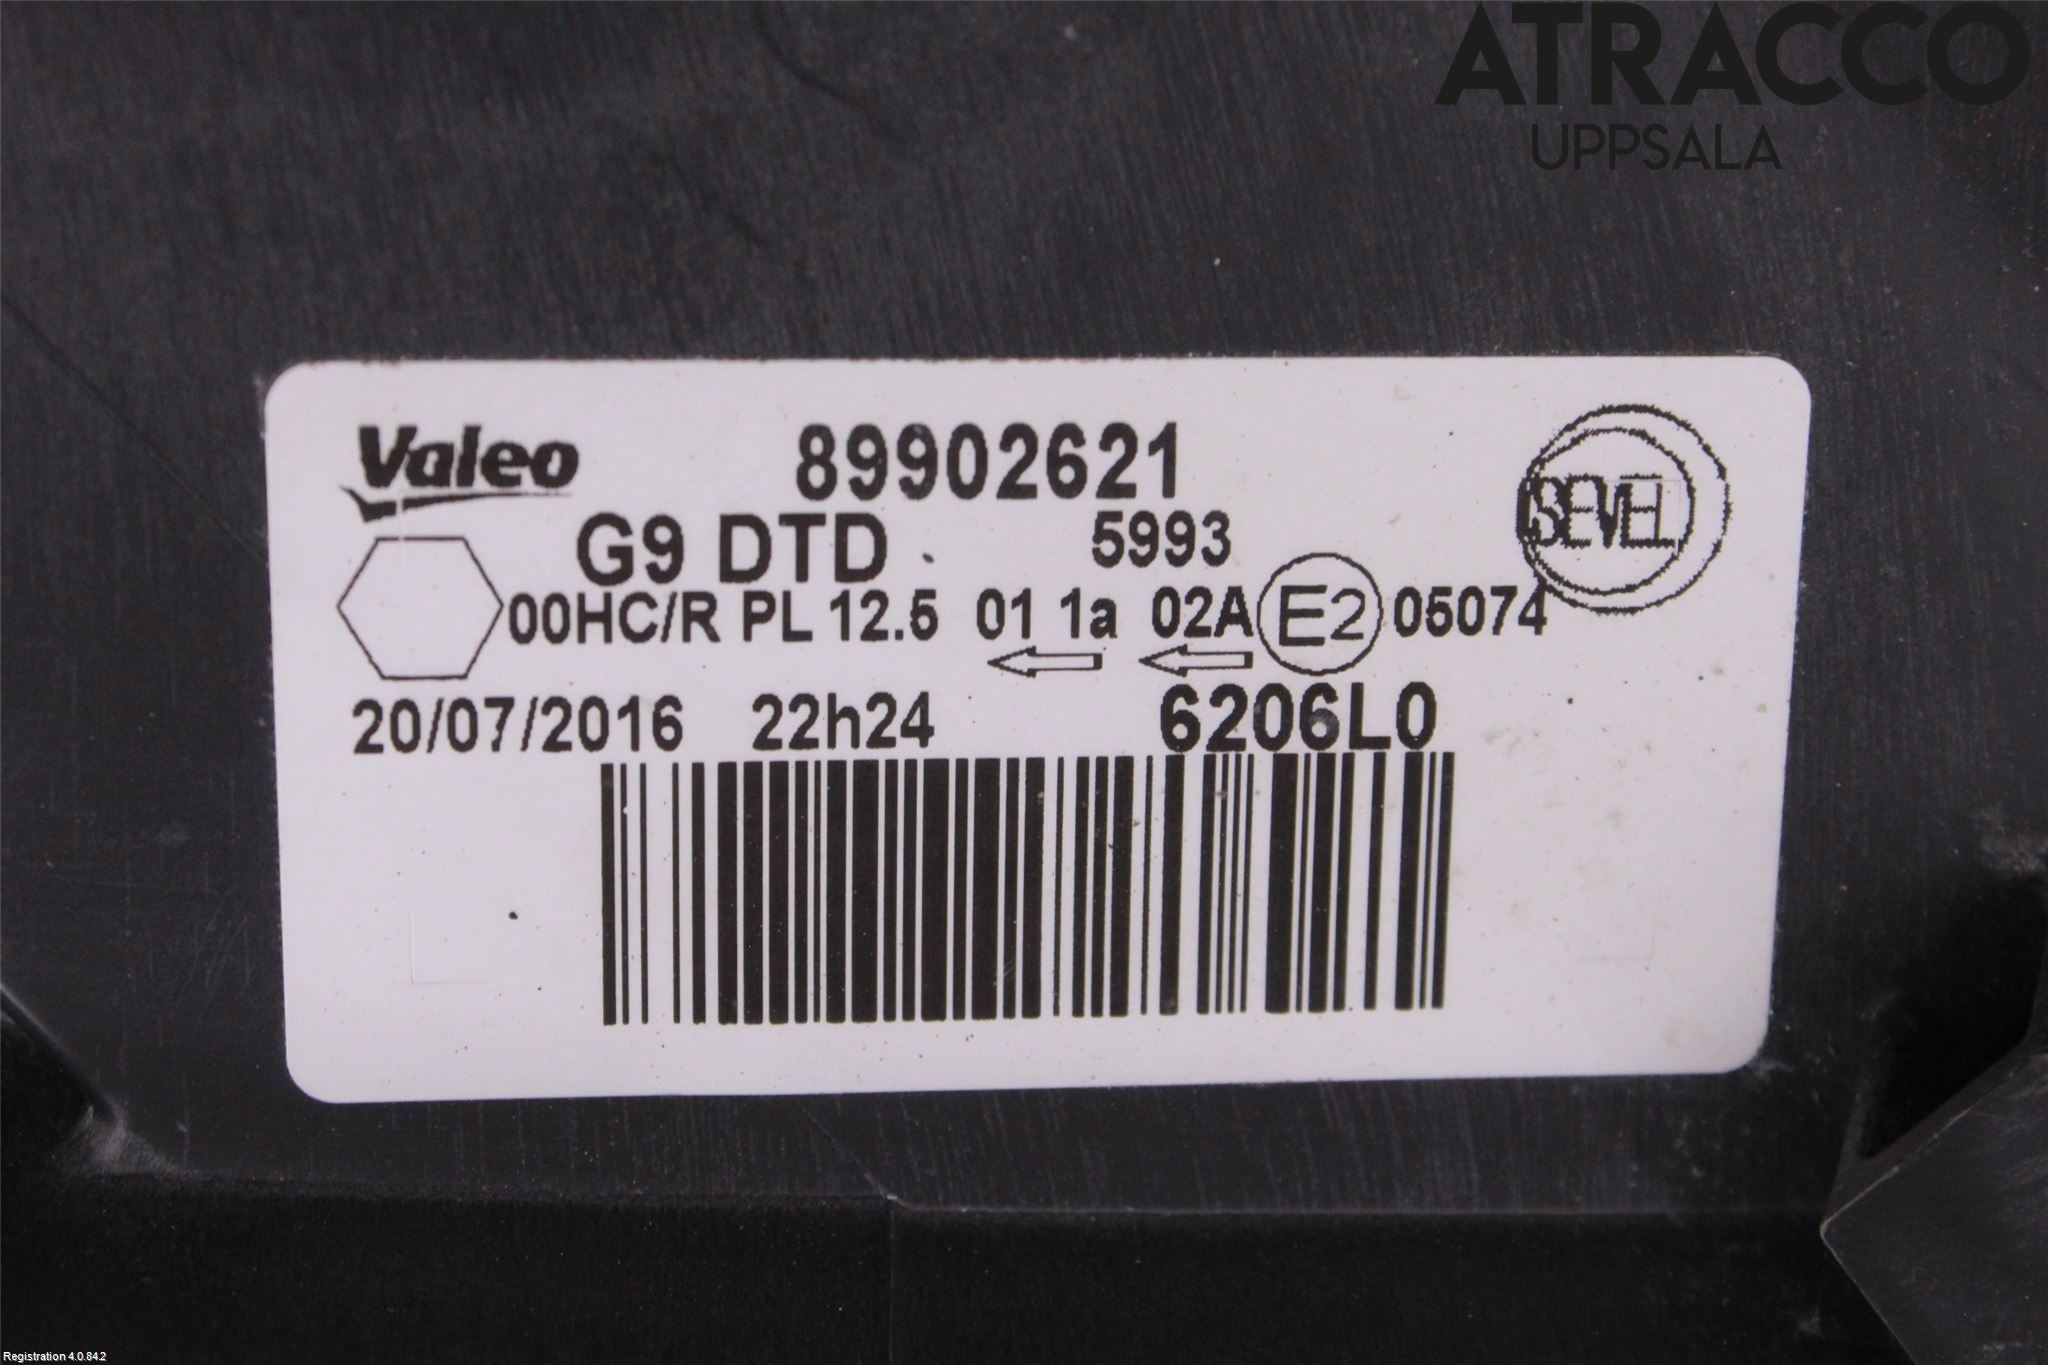 ATRACCO
UPPSALA
Valeo 89902621
SEVEL
G9 DTD 5993
00HC/R PL 12.5 01 1a 02A E2 05074
20/07/2016 22h24 6206L0
Registration 4.0.84.2